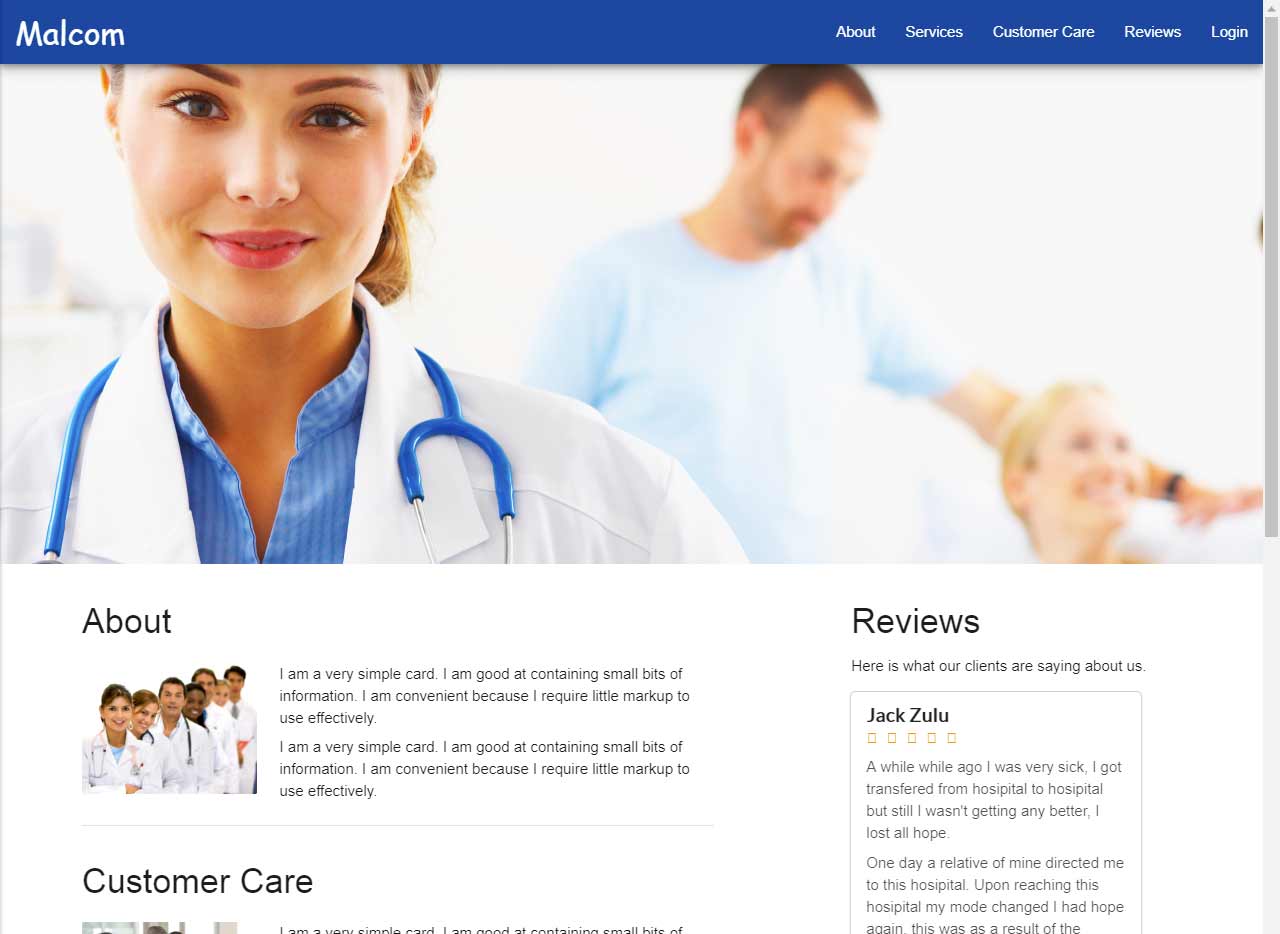 Malcom
About Services Customer Care Reviews Login
About
I am a very simple card. I am good at containing small bits of
information. I am convenient because I require little markup to
use effectively.
I am a very simple card. I am good at containing small bits of
information. I am convenient because I require little markup to
use effectively.
Customer Care
I am a very simple card. I am good at containing small bits of
Reviews
Here is what our clients are saying about us.
Jack Zulu
A while while ago I was very sick, I got
transfered from hosipital to hosipital
but still I wasn't getting any better, I
lost all hope.
One day a relative of mine directed me
to this hosipital. Upon reaching this
hosipital my mode changed I had hope
again, this was as a result of the